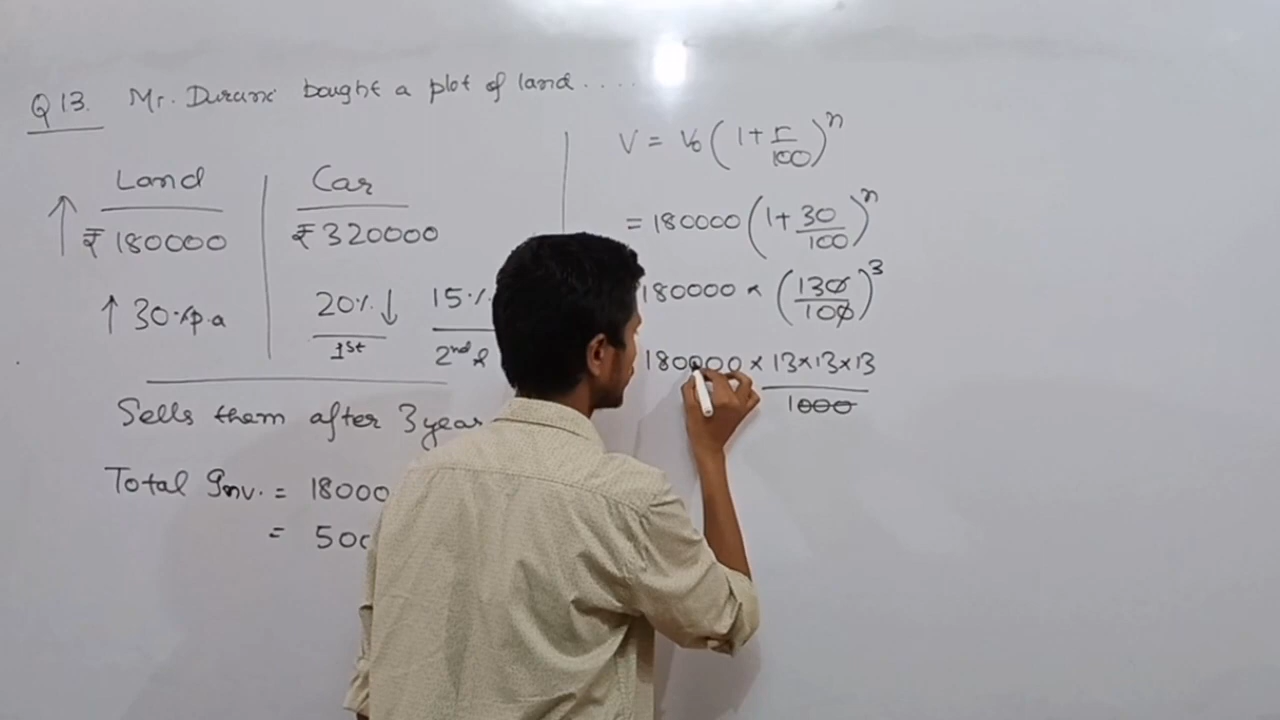 Q 13. Mr. Durani bought a plot of land ....
Land
↑ ₹ 180000
↑ 30% p.a
Car
₹ 320000
20% ↓ 15%
1st 2nd &
Sells them after 3 year
Total Inv. = 18000
= 500
V = V₀ (1 + r/100)ⁿ
= 180000 (1 + 30/100)ⁿ
180000 × (130/100)³
180000 × 13×13×13
1000